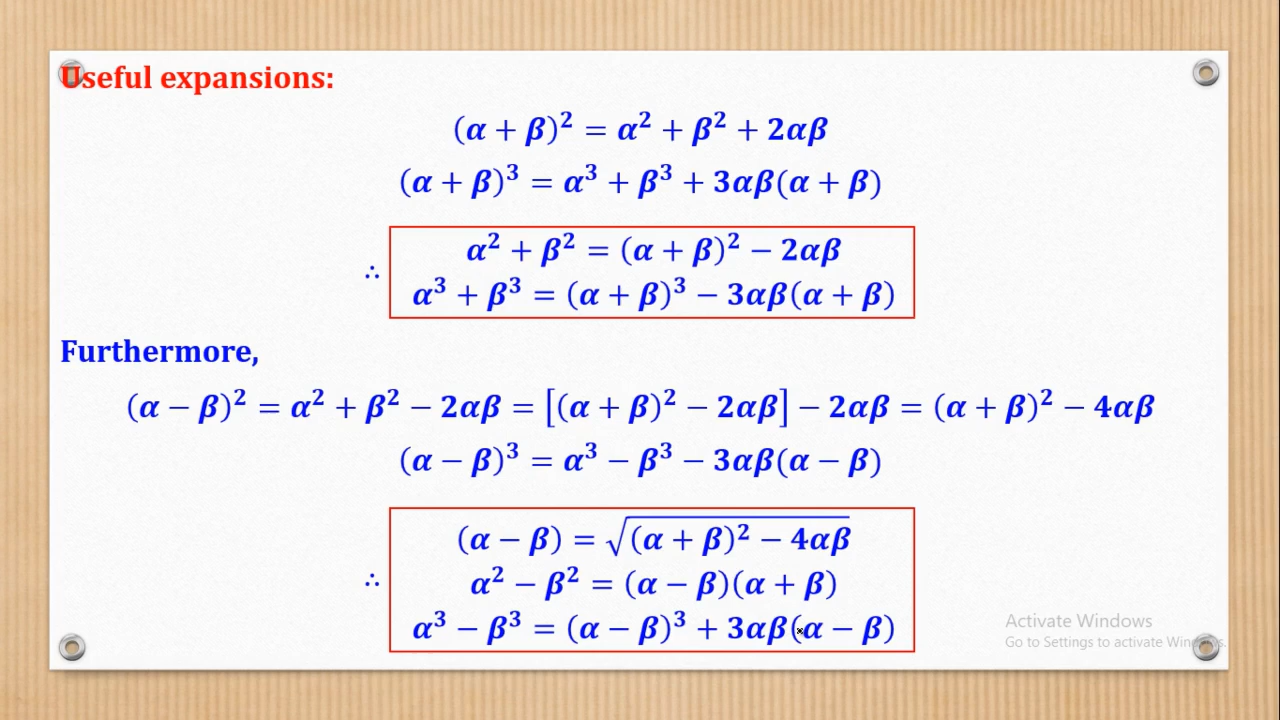 Useful expansions:
(α + β)² = α² + β² + 2αβ
(α + β)³ = α³ + β³ + 3αβ(α + β)
α² + β² = (α + β)² − 2αβ
∴
α³ + β³ = (α + β)³ − 3αβ(α + β)
Furthermore,
(α − β)² = α² + β² − 2αβ = [(α + β)² − 2αβ] − 2αβ = (α + β)² − 4αβ
(α − β)³ = α³ − β³ − 3αβ(α − β)
(α − β) = √(α + β)² − 4αβ
∴ α² − β² = (α − β)(α + β)
α³ − β³ = (α − β)³ + 3αβ(α − β)
Activate Windows
Go to Settings to activate Windows.